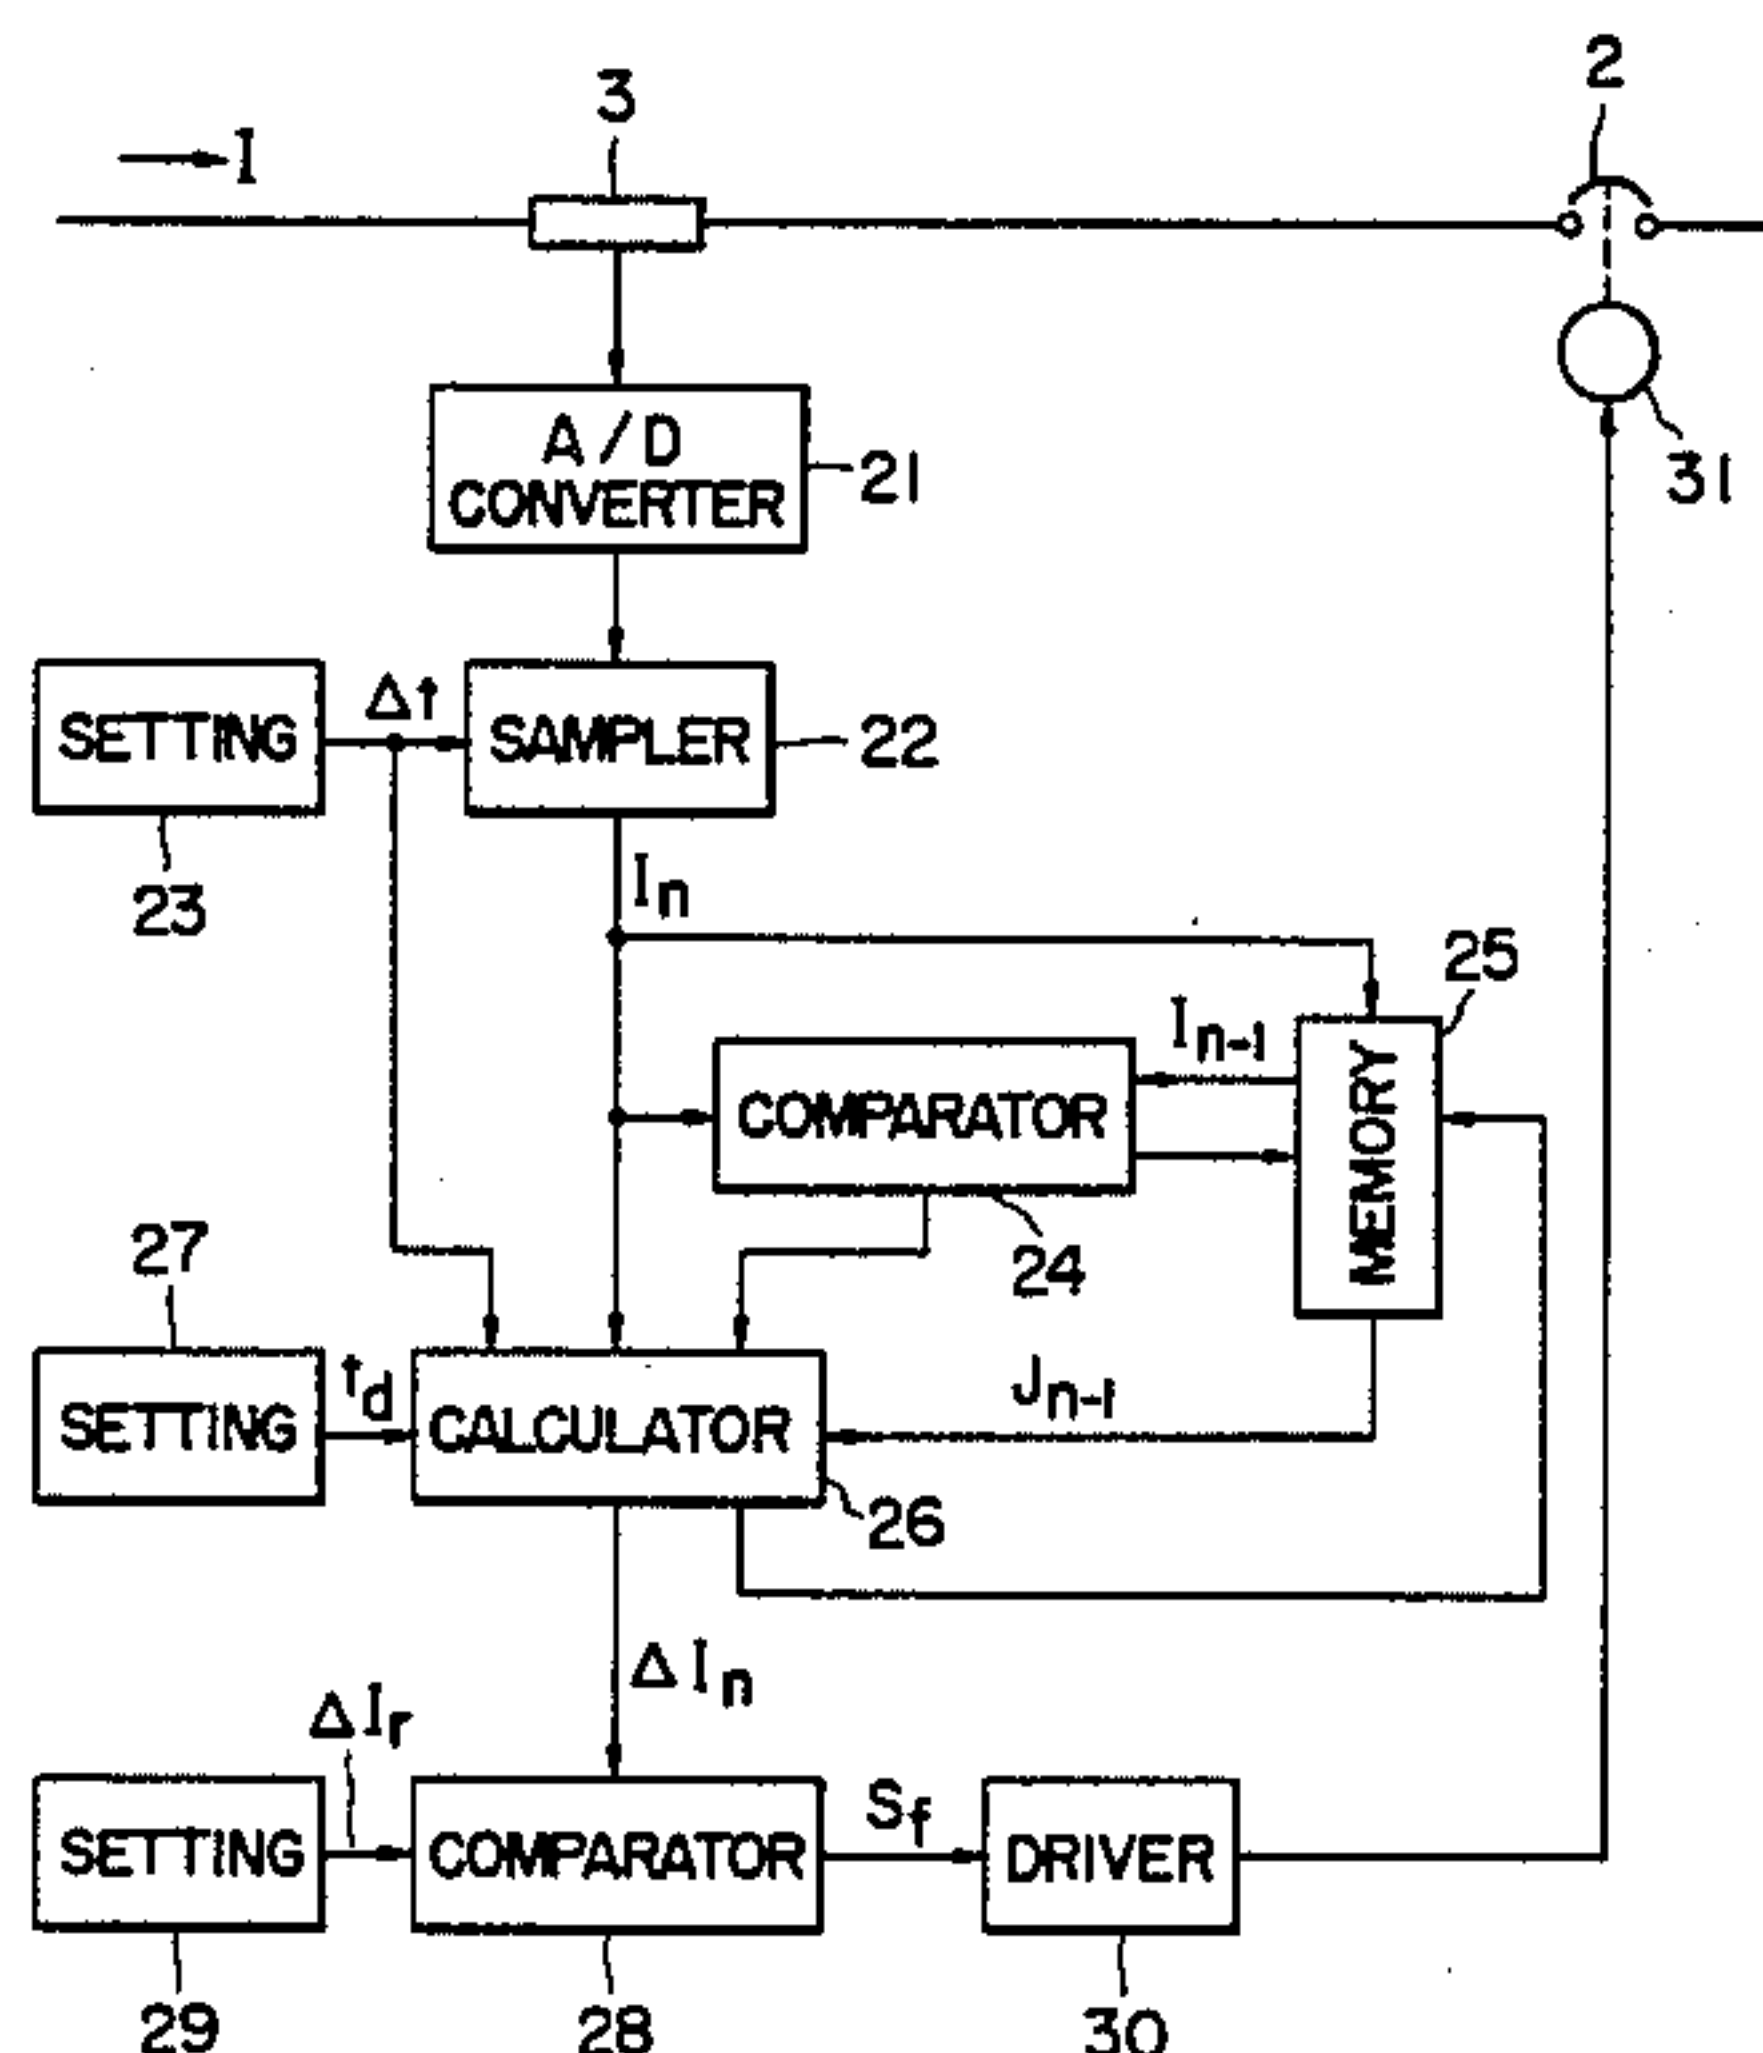 2
3
I
A/D
CONVERTER
21
31
SETTING
Δt
SAMPLER
22
23
In
25
In-1
COMPARATOR
MEMORY
24
27
SETTING
td
CALCULATOR
Jn-1
26
ΔIn
ΔIr
SETTING
COMPARATOR
Sf
DRIVER
29
28
30